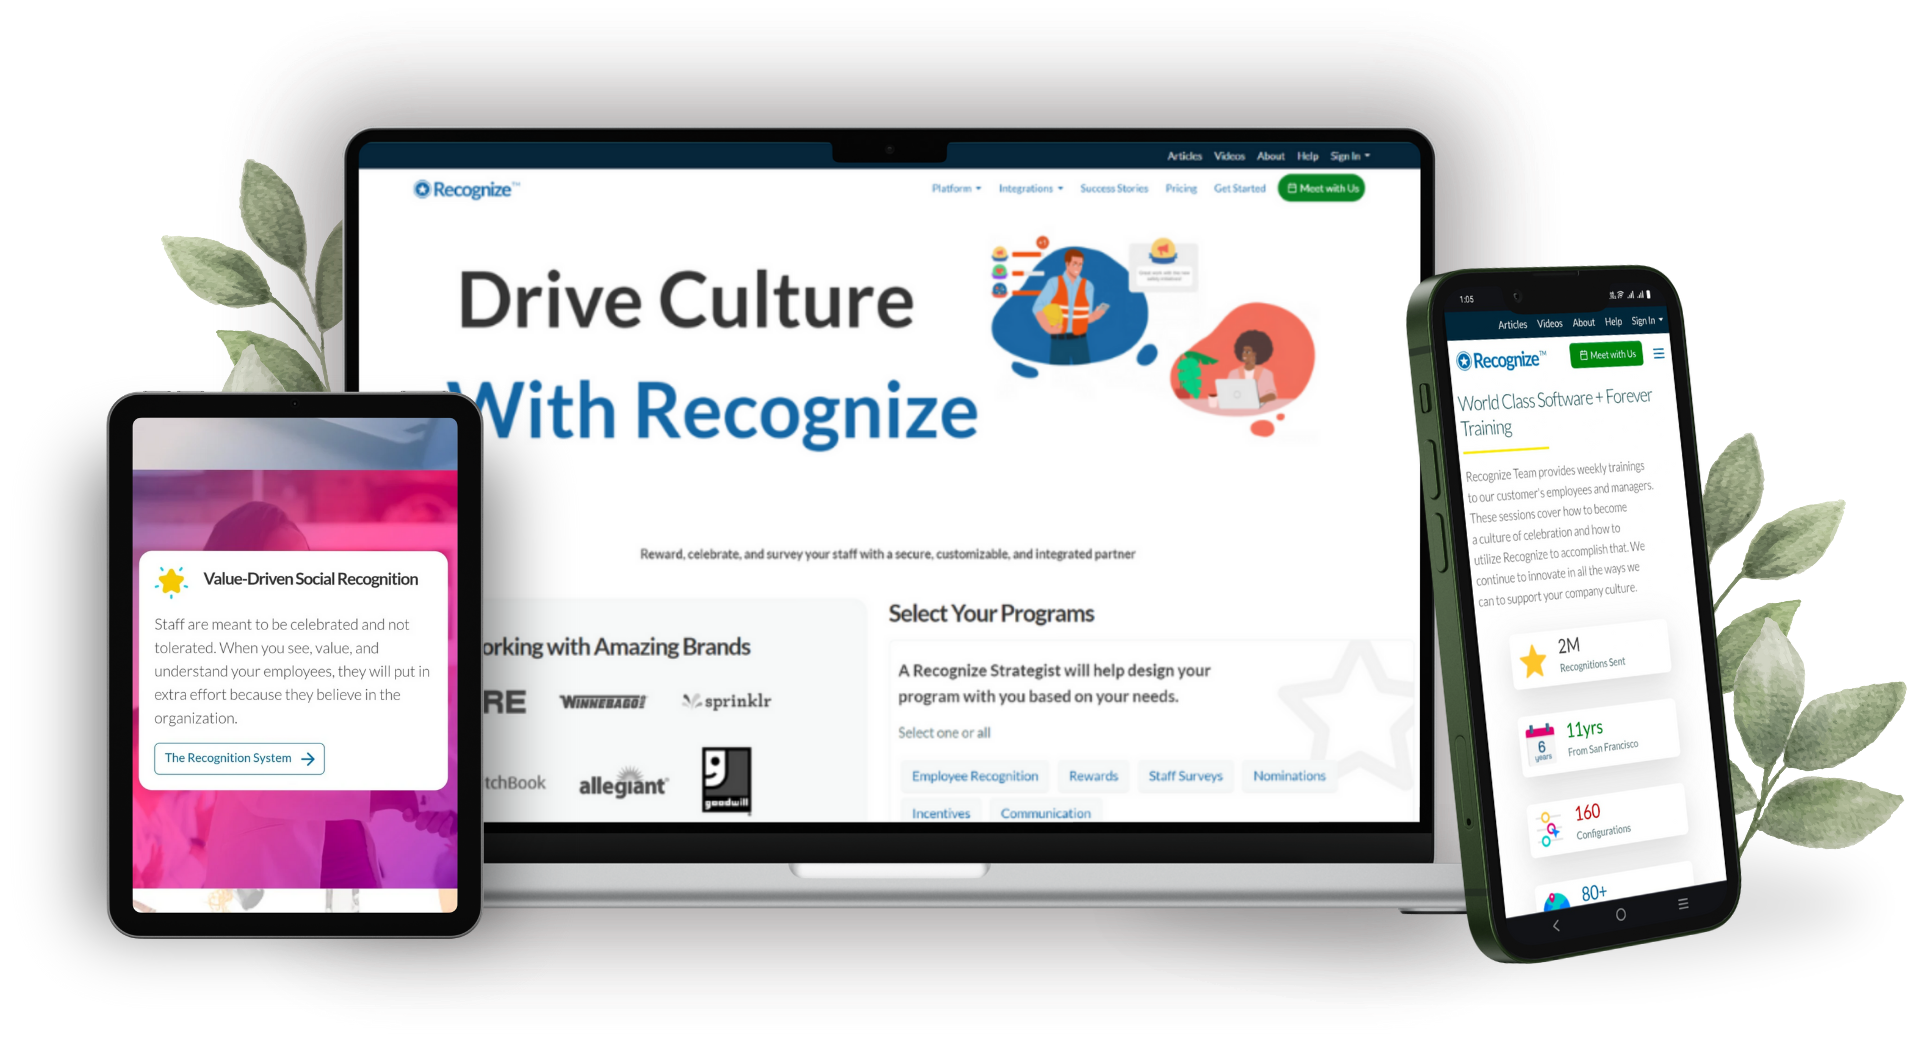 Articles Videos About Help Sign In
Recognize™
Platform Integrations Success Stories Pricing Get Started Meet with Us
Drive Culture
With Recognize
+1
Reward, celebrate, and survey your staff with a secure, customizable, and integrated partner
orking with Amazing Brands
RE WINNEBAGO sprinklr
tchBook allegiant goodwill
Select Your Programs
A Recognize Strategist will help design your
program with you based on your needs.
Select one or all
Employee Recognition Rewards Staff Surveys Nominations
Incentives Communication
Value-Driven Social Recognition
Staff are meant to be celebrated and not
tolerated. When you see, value, and
understand your employees, they will put in
extra effort because they believe in the
organization.
The Recognition System
1:05
Articles Videos About Help Sign In
Recognize™ Meet with Us
World Class Software + Forever
Training
Recognize Team provides weekly trainings
to our customer's employees and managers.
These sessions cover how to become
a culture of celebration and how to
utilize Recognize to accomplish that. We
continue to innovate in all the ways we
can to support your company culture.
2M
Recognitions Sent
6
years
11yrs
From San Francisco
160
Configurations
80+